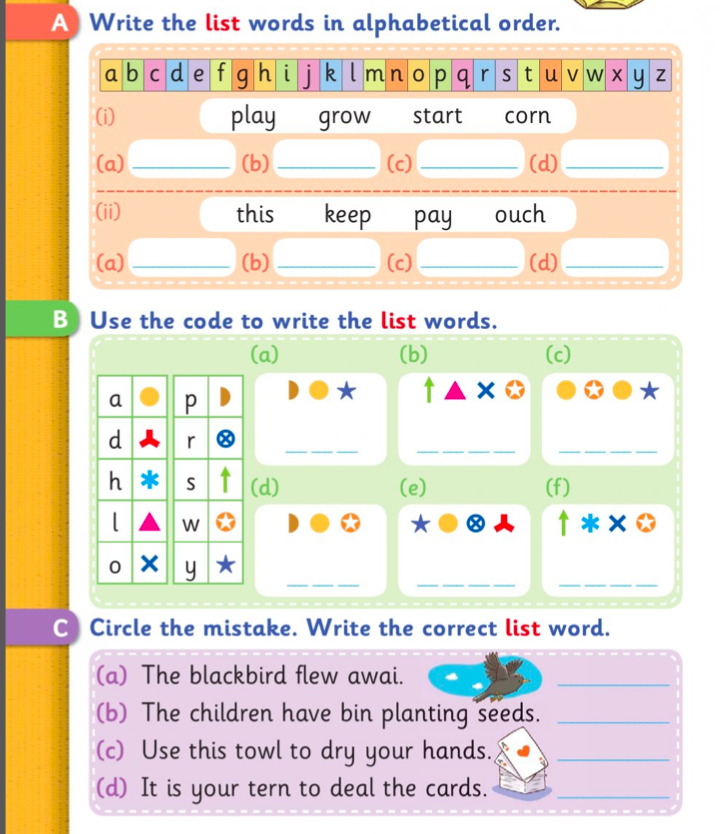 A Write the list words in alphabetical order.
a b c d e f g h i j k l m n o p q r s t u v w x y z
(i) play grow start corn
(a) (b) (c) (d)
(ii) this keep pay ouch
(a) (b) (c) (d)
B Use the code to write the list words.
(a) (b) (c)
a p
d r
h s
(d) (e) (f)
l w
o y
C Circle the mistake. Write the correct list word.
(a) The blackbird flew awai.
(b) The children have bin planting seeds.
(c) Use this towl to dry your hands.
(d) It is your tern to deal the cards.